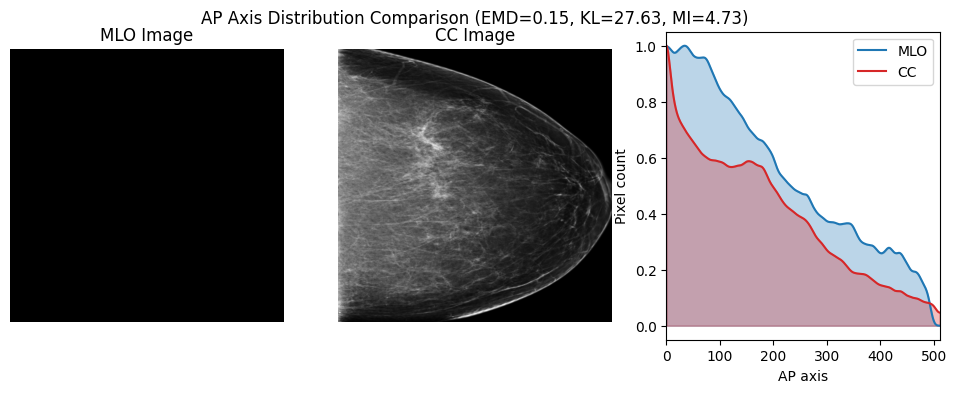 AP Axis Distribution Comparison (EMD=0.15, KL=27.63, MI=4.73)
MLO Image
CC Image
MLO
CC
1.0
0.8
0.6
0.4
0.2
0.0
Pixel count
0 100 200 300 400 500
AP axis